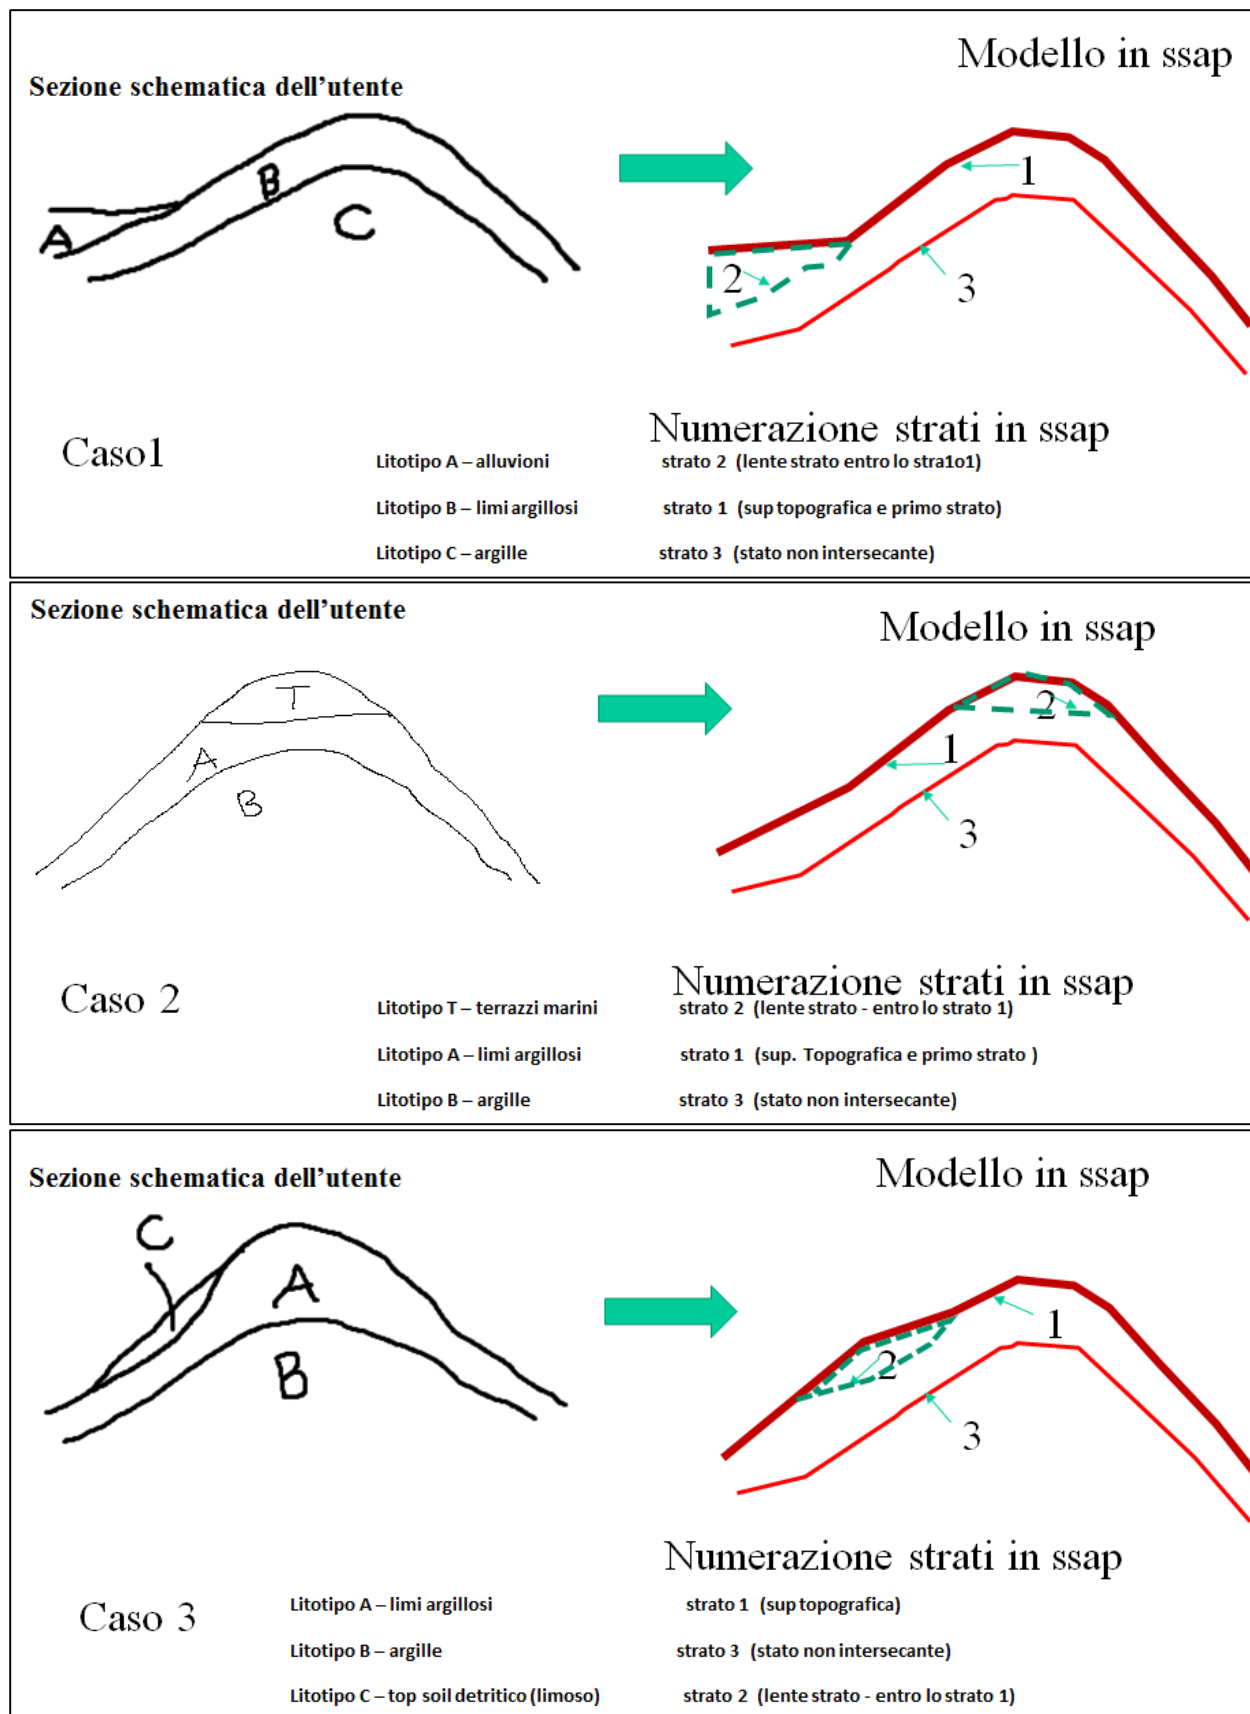 Modello in ssap
Sezione schematica dell'utente
B
A
C
1
2
3
Numerazione strati in ssap
Caso1
Litotipo A – alluvioni strato 2 (lente strato entro lo stra1o1)
Litotipo B – limi argillosi strato 1 (sup topografica e primo strato)
Litotipo C – argille strato 3 (stato non intersecante)
Sezione schematica dell'utente
Modello in ssap
T
A
B
2
1
3
Numerazione strati in ssap
Caso 2
Litotipo T – terrazzi marini strato 2 (lente strato - entro lo strato 1)
Litotipo A – limi argillosi strato 1 (sup. Topografica e primo strato )
Litotipo B – argille strato 3 (stato non intersecante)
Modello in ssap
Sezione schematica dell'utente
C
A
B
1
2
3
Numerazione strati in ssap
Caso 3
Litotipo A – limi argillosi strato 1 (sup topografica)
Litotipo B – argille strato 3 (stato non intersecante)
Litotipo C – top soil detritico (limoso) strato 2 (lente strato - entro lo strato 1)